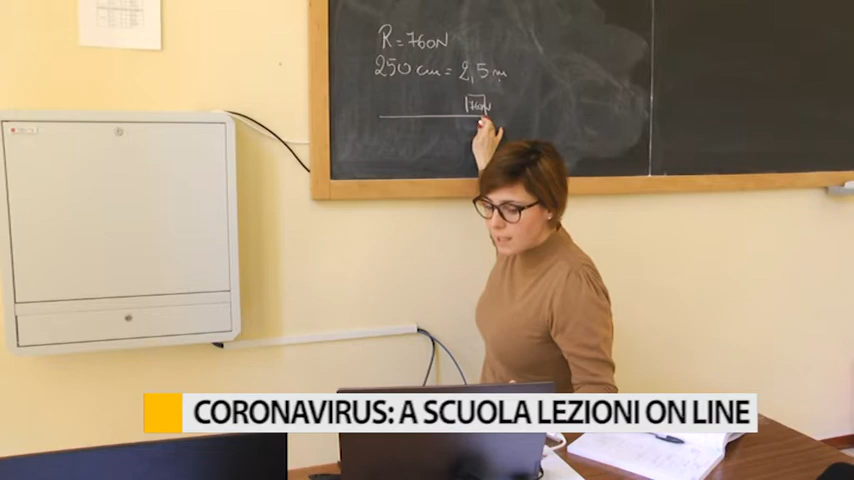 R = 760N
250 cm = 2,5 m
760N
CORONAVIRUS: A SCUOLA LEZIONI ON LINE